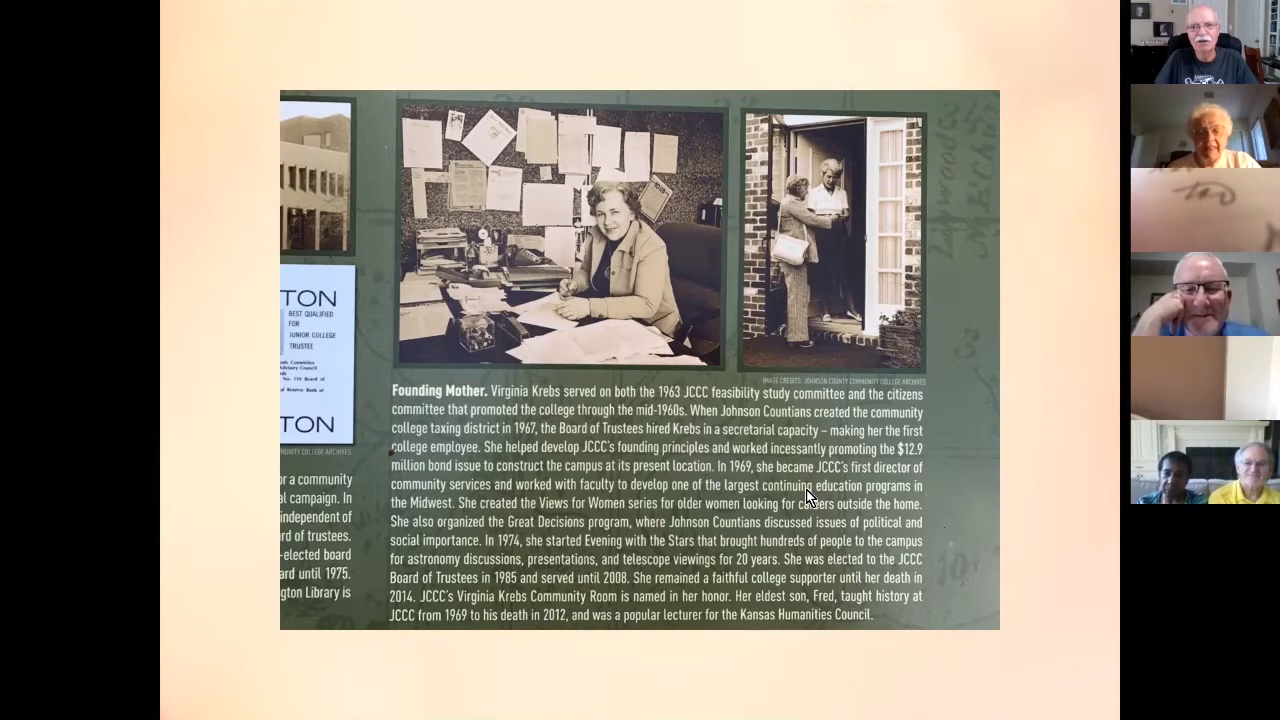 TON
BEST QUALIFIED
FOR
JUNIOR COLLEGE
TRUSTEE
TON
IMAGE CREDITS: JOHNSON COUNTY COMMUNITY COLLEGE ARCHIVES
MUNITY COLLEGE ARCHIVES
or a community
al campaign. In
independent of
rd of trustees.
-elected board
ard until 1975.
gton Library is
Founding Mother. Virginia Krebs served on both the 1963 JCCC feasibility study committee and the citizens
committee that promoted the college through the mid-1960s. When Johnson Countians created the community
college taxing district in 1967, the Board of Trustees hired Krebs in a secretarial capacity – making her the first
college employee. She helped develop JCCC's founding principles and worked incessantly promoting the $12.9
million bond issue to construct the campus at its present location. In 1969, she became JCCC's first director of
community services and worked with faculty to develop one of the largest continuing education programs in
the Midwest. She created the Views for Women series for older women looking for careers outside the home.
She also organized the Great Decisions program, where Johnson Countians discussed issues of political and
social importance. In 1974, she started Evening with the Stars that brought hundreds of people to the campus
for astronomy discussions, presentations, and telescope viewings for 20 years. She was elected to the JCCC
Board of Trustees in 1985 and served until 2008. She remained a faithful college supporter until her death in
2014. JCCC's Virginia Krebs Community Room is named in her honor. Her eldest son, Fred, taught history at
JCCC from 1969 to his death in 2012, and was a popular lecturer for the Kansas Humanities Council.